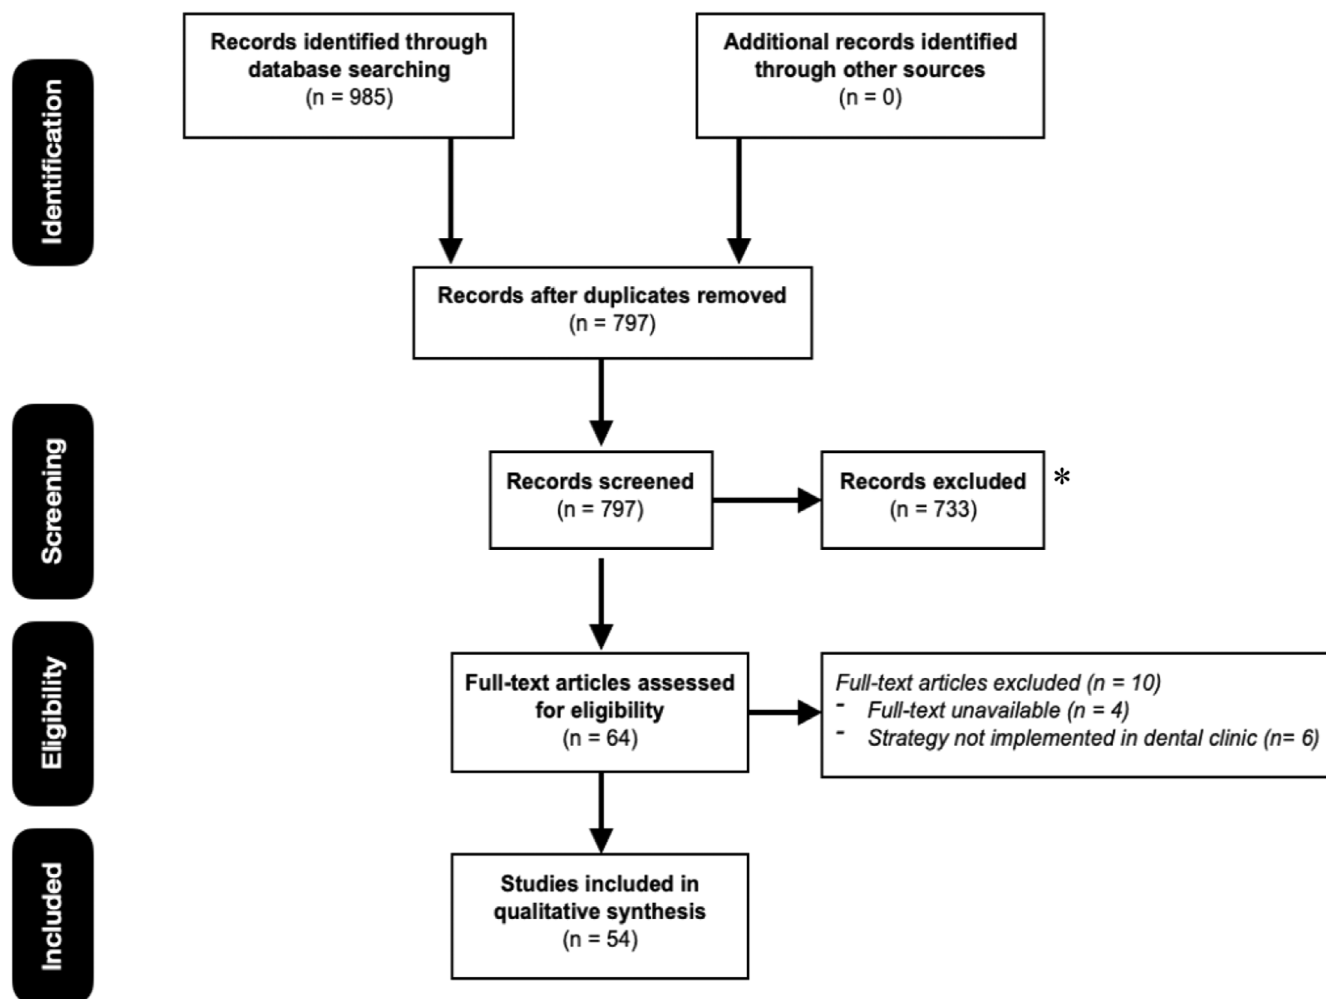 Identification
Records identified through
database searching
(n = 985)
Additional records identified
through other sources
(n = 0)
Records after duplicates removed
(n = 797)
Screening
Records screened
(n = 797)
Records excluded
(n = 733)
*
Eligibility
Full-text articles assessed
for eligibility
(n = 64)
Full-text articles excluded (n = 10)
- Full-text unavailable (n = 4)
- Strategy not implemented in dental clinic (n= 6)
Included
Studies included in
qualitative synthesis
(n = 54)